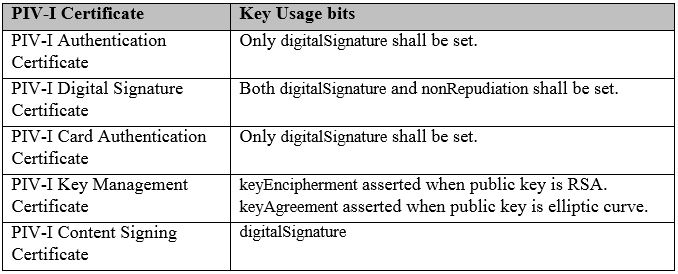 PIV-I Certificate Key Usage bits
PIV-I Authentication Only digitalSignature shall be set.
Certificate
PIV-I Digital Signature Both digitalSignature and nonRepudiation shall be set.
Certificate
PIV-I Card Authentication Only digitalSignature shall be set.
Certificate
PIV-I Key Management keyEncipherment asserted when public key is RSA.
Certificate keyAgreement asserted when public key is elliptic curve.
PIV-I Content Signing digitalSignature
Certificate